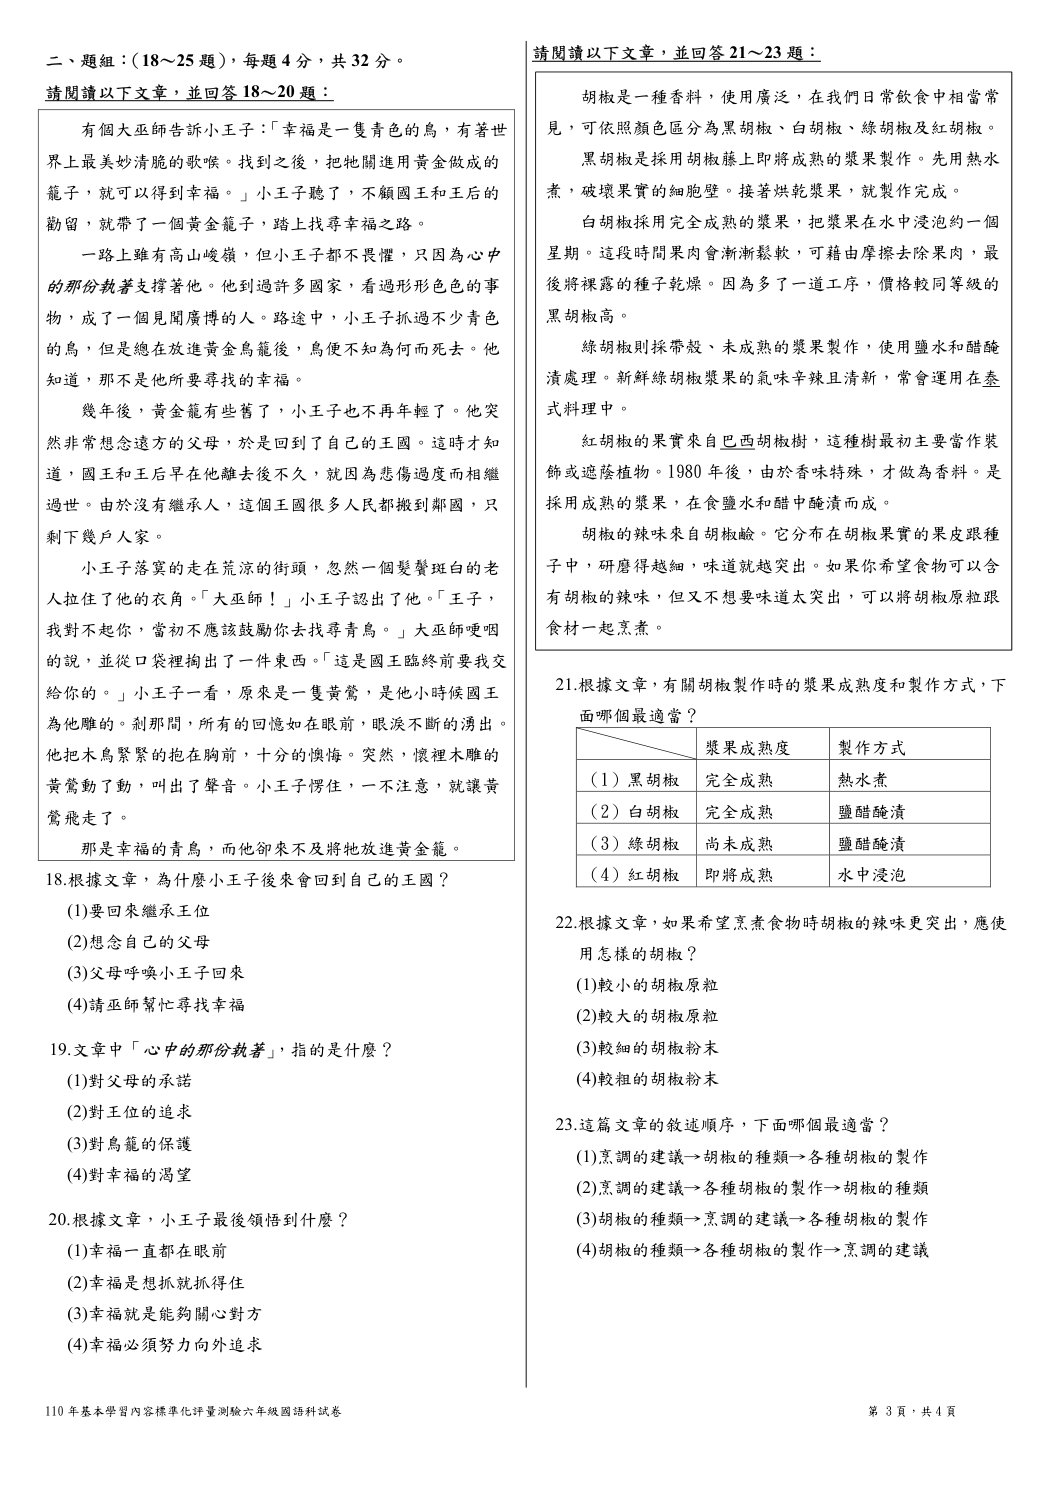 二、題組：(18～25 題)，每題 4 分，共 32 分。
請閱讀以下文章，並回答 18～20 題：
有個大巫師告訴小王子：「幸福是一隻青色的鳥，有著世
界上最美妙清脆的歌喉。找到之後，把牠關進用黃金做成的
籠子，就可以得到幸福。」小王子聽了，不顧國王和王后的
勸留，就帶了一個黃金籠子，踏上找尋幸福之路。
一路上雖有高山峻嶺，但小王子都不畏懼，只因為心中
的那份執著支撐著他。他到過許多國家，看過形形色色的事
物，成了一個見聞廣博的人。路途中，小王子抓過不少青色
的鳥，但是總在放進黃金鳥籠後，鳥便不知為何而死去。他
知道，那不是他所要尋找的幸福。
幾年後，黃金籠有些舊了，小王子也不再年輕了。他突
然非常想念遠方的父母，於是回到了自己的王國。這時才知
道，國王和王后早在他離去後不久，就因為悲傷過度而相繼
過世。由於沒有繼承人，這個王國很多人民都搬到鄰國，只
剩下幾戶人家。
小王子落寞的走在荒涼的街頭，忽然一個髮鬢斑白的老
人拉住了他的衣角。「大巫師！」小王子認出了他。「王子，
我對不起你，當初不應該鼓勵你去找尋青鳥。」大巫師哽咽
的說，並從口袋裡掏出了一件東西。「這是國王臨終前要我交
給你的。」小王子一看，原來是一隻黃鶯，是他小時候國王
為他雕的。剎那間，所有的回憶如在眼前，眼淚不斷的湧出。
他把木鳥緊緊的抱在胸前，十分的懊悔。突然，懷裡木雕的
黃鶯動了動，叫出了聲音。小王子愣住，一不注意，就讓黃
鶯飛走了。
那是幸福的青鳥，而他卻來不及將牠放進黃金籠。
18.根據文章，為什麼小王子後來會回到自己的王國？
(1)要回來繼承王位
(2)想念自己的父母
(3)父母呼喚小王子回來
(4)請巫師幫忙尋找幸福
19.文章中「心中的那份執著」，指的是什麼？
(1)對父母的承諾
(2)對王位的追求
(3)對鳥籠的保護
(4)對幸福的渴望
20.根據文章，小王子最後領悟到什麼？
(1)幸福一直都在眼前
(2)幸福是想抓就抓得住
(3)幸福就是能夠關心對方
(4)幸福必須努力向外追求
請閱讀以下文章，並回答 21～23 題：
胡椒是一種香料，使用廣泛，在我們日常飲食中相當常
見，可依照顏色區分為黑胡椒、白胡椒、綠胡椒及紅胡椒。
黑胡椒是採用胡椒藤上即將成熟的漿果製作。先用熱水
煮，破壞果實的細胞壁。接著烘乾漿果，就製作完成。
白胡椒採用完全成熟的漿果，把漿果在水中浸泡約一個
星期。這段時間果肉會漸漸鬆軟，可藉由摩擦去除果肉，最
後將裸露的種子乾燥。因為多了一道工序，價格較同等級的
黑胡椒高。
綠胡椒則採帶殼、未成熟的漿果製作，使用鹽水和醋醃
漬處理。新鮮綠胡椒漿果的氣味辛辣且清新，常會運用在泰
式料理中。
紅胡椒的果實來自巴西胡椒樹，這種樹最初主要當作裝
飾或遮蔭植物。1980 年後，由於香味特殊，才做為香料。是
採用成熟的漿果，在食鹽水和醋中醃漬而成。
胡椒的辣味來自胡椒鹼。它分布在胡椒果實的果皮跟種
子中，研磨得越細，味道就越突出。如果你希望食物可以含
有胡椒的辣味，但又不想要味道太突出，可以將胡椒原粒跟
食材一起烹煮。
21.根據文章，有關胡椒製作時的漿果成熟度和製作方式，下
面哪個最適當？
漿果成熟度 製作方式
（1）黑胡椒 完全成熟 熱水煮
（2）白胡椒 完全成熟 鹽醋醃漬
（3）綠胡椒 尚未成熟 鹽醋醃漬
（4）紅胡椒 即將成熟 水中浸泡
22.根據文章，如果希望烹煮食物時胡椒的辣味更突出，應使
用怎樣的胡椒？
(1)較小的胡椒原粒
(2)較大的胡椒原粒
(3)較細的胡椒粉末
(4)較粗的胡椒粉末
23.這篇文章的敘述順序，下面哪個最適當？
(1)烹調的建議→胡椒的種類→各種胡椒的製作
(2)烹調的建議→各種胡椒的製作→胡椒的種類
(3)胡椒的種類→烹調的建議→各種胡椒的製作
(4)胡椒的種類→各種胡椒的製作→烹調的建議
110 年基本學習內容標準化評量測驗六年級國語科試卷
第 3 頁，共 4 頁